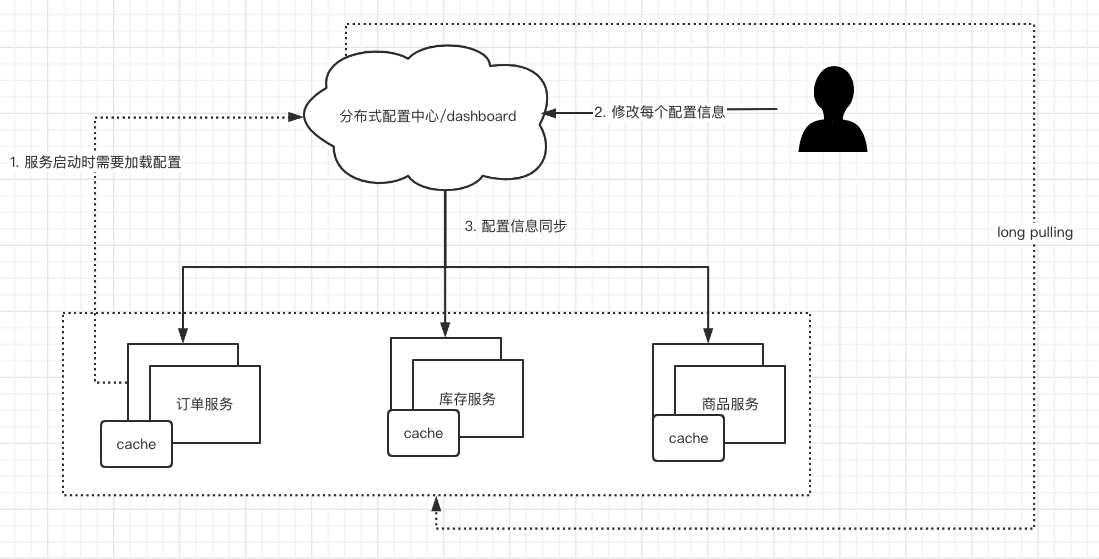 分布式配置中心/dashboard
2. 修改每个配置信息
1. 服务启动时需要加载配置
3. 配置信息同步
long pulling
订单服务
库存服务
商品服务
cache
cache
cache